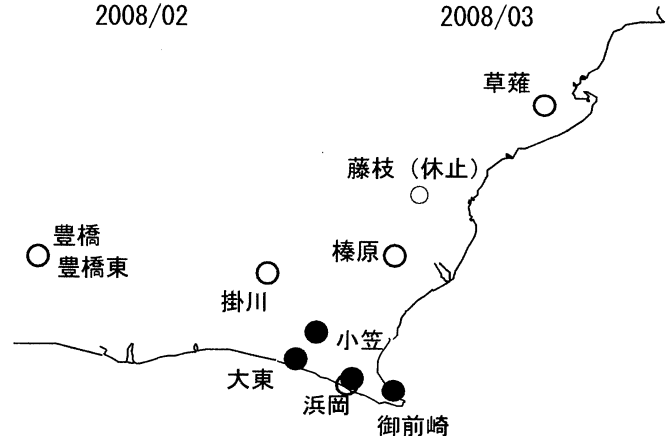 2008/02 2008/03
草薙
藤枝（休止）
豊橋
豊橋東
榛原
掛川
小笠
大東
浜岡
御前崎